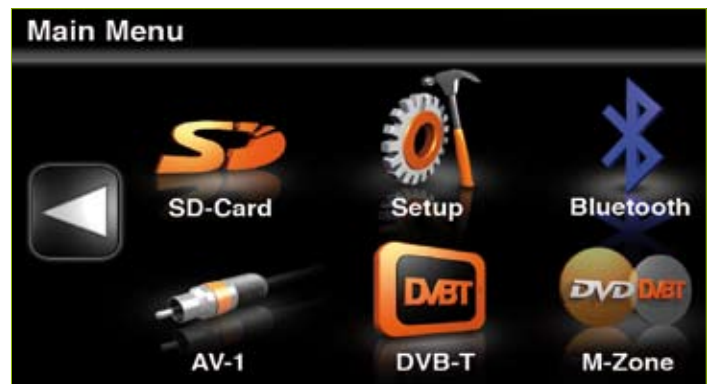 Main Menu
SD
SD-Card Setup Bluetooth
DVBT DVD DVBT
AV-1 DVB-T M-Zone